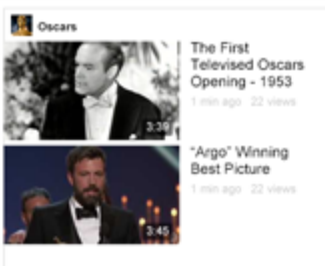 Oscars
The First
Televised Oscars
Opening - 1953
1 min ago 22 views
3:39
"Argo" Winning
Best Picture
1 min ago 22 views
3:45